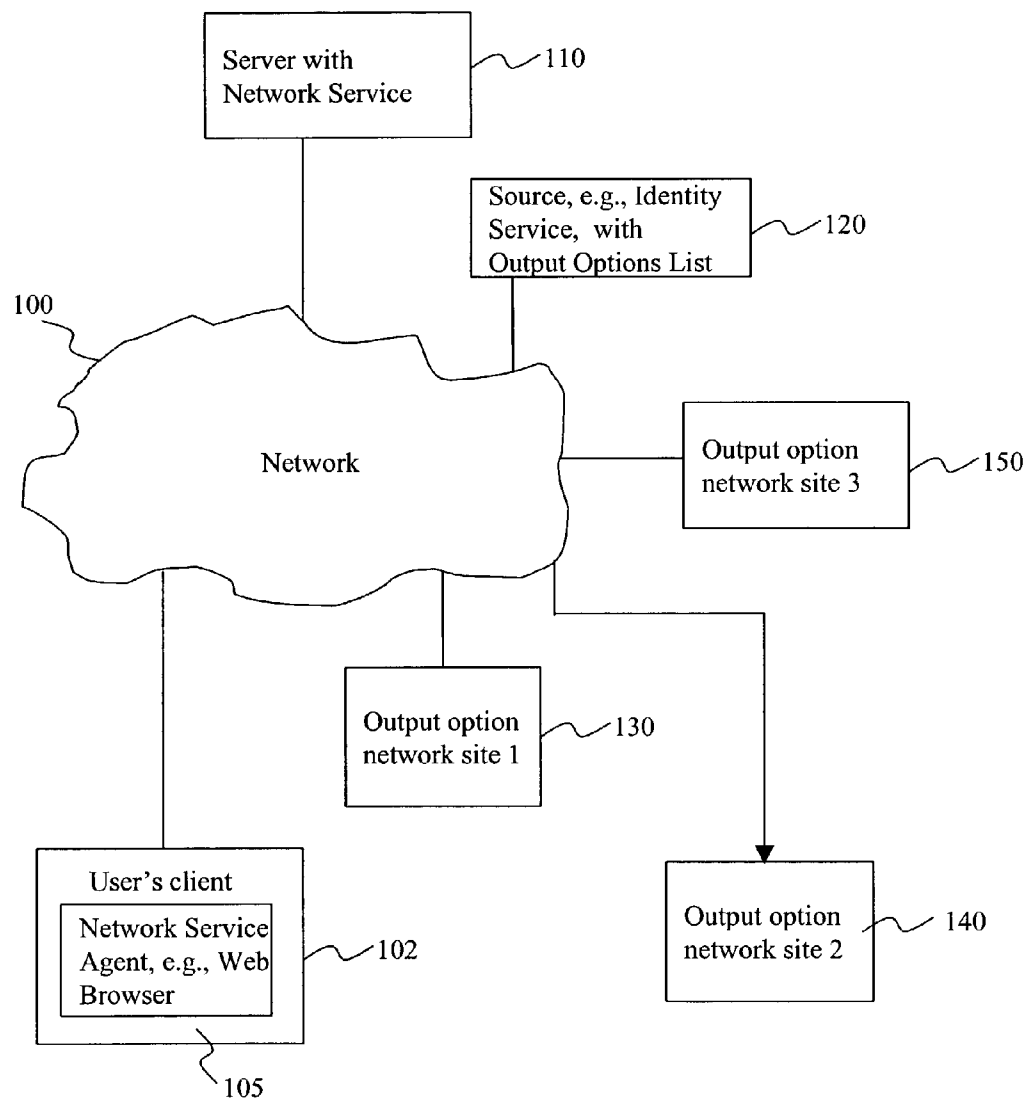 Server with
Network Service
110
Source, e.g., Identity
Service, with
Output Options List
120
100
Network
Output option
network site 3
150
Output option
network site 1
130
User's client
Network Service
Agent, e.g., Web
Browser
102
105
Output option
network site 2
140